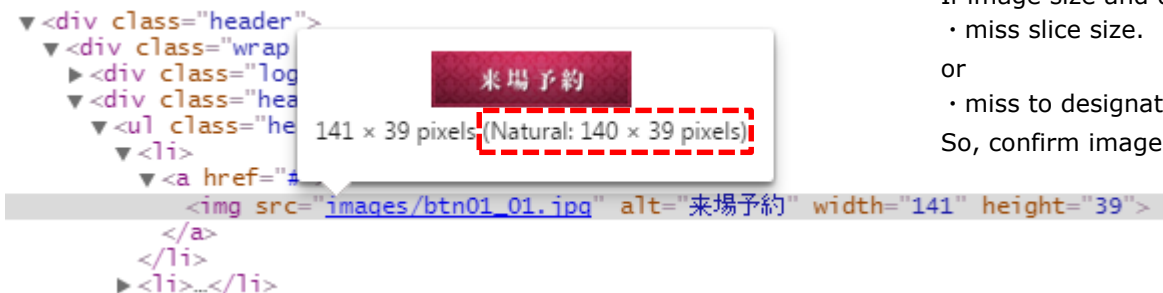 ▼<div class="header">
▼<div class="wrap
▶<div class="log
▼<div class="hea
▼<ul class="he
▼<li>
▼<a href="#
<img src="images/btn01_01.jpg" alt="来場予約" width="141" height="39">
</a>
</li>
▶<li>…</li>
来場予約
141 × 39 pixels (Natural: 140 × 39 pixels)
・miss slice size.
or
・miss to designat
So, confirm image